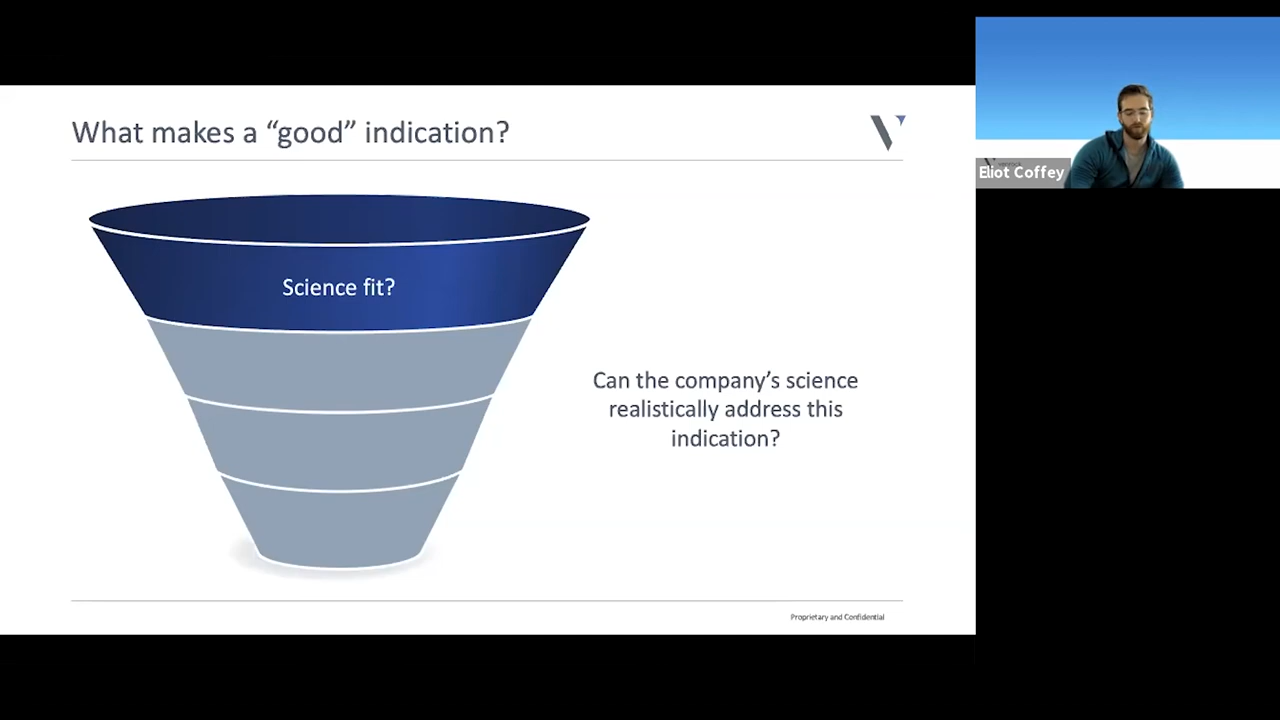 What makes a “good” indication?
Science fit?
Can the company’s science
realistically address this
indication?
Proprietary and Confidential
Eliot Coffey